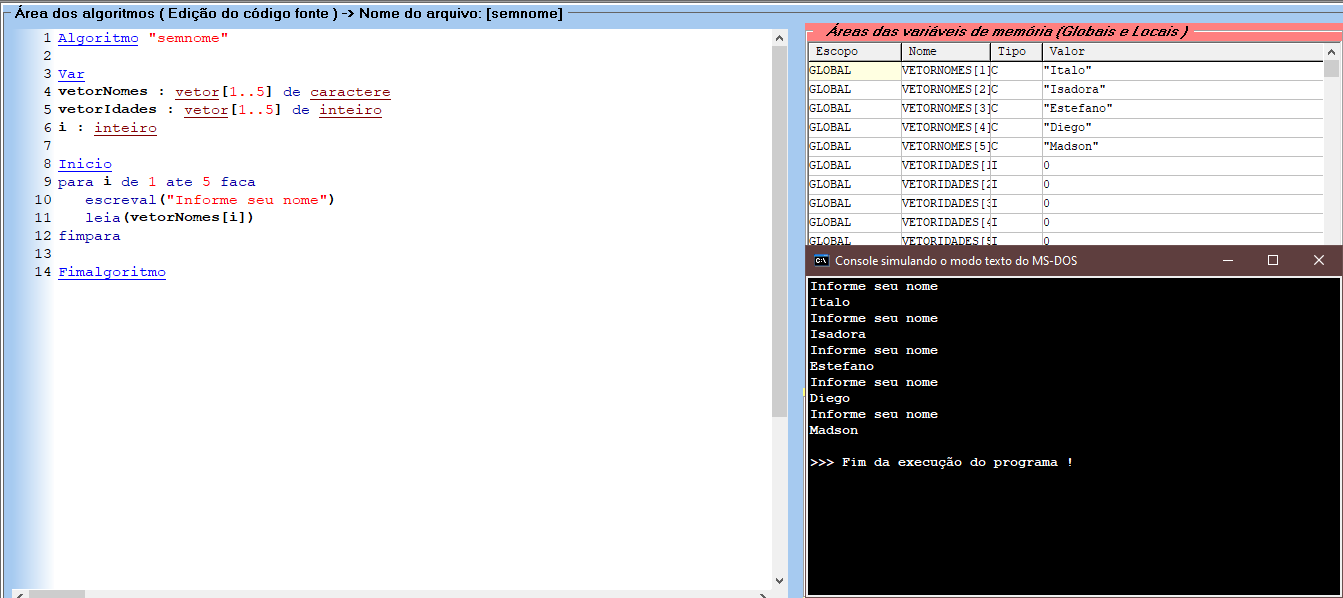 Área dos algoritmos ( Edição do código fonte ) -> Nome do arquivo: [semnome]
1 Algoritmo "semnome"
2
3 Var
4 vetorNomes : vetor[1..5] de caractere
5 vetorIdades : vetor[1..5] de inteiro
6 i : inteiro
7
8 Inicio
9 para i de 1 ate 5 faca
10 escreval("Informe seu nome")
11 leia(vetorNomes[i])
12 fimpara
13
14 Fimalgoritmo
Áreas das variáveis de memória (Globais e Locais )
Escopo Nome Tipo Valor
GLOBAL VETORNOMES[1] C "Italo"
GLOBAL VETORNOMES[2] C "Isadora"
GLOBAL VETORNOMES[3] C "Estefano"
GLOBAL VETORNOMES[4] C "Diego"
GLOBAL VETORNOMES[5] C "Madson"
GLOBAL VETORIDADES[1 I 0
GLOBAL VETORIDADES[2 I 0
GLOBAL VETORIDADES[3 I 0
GLOBAL VETORIDADES[4 I 0
GLOBAL VETORIDADES[5 I 0
C:\ Console simulando o modo texto do MS-DOS
Informe seu nome
Italo
Informe seu nome
Isadora
Informe seu nome
Estefano
Informe seu nome
Diego
Informe seu nome
Madson
>>> Fim da execução do programa !